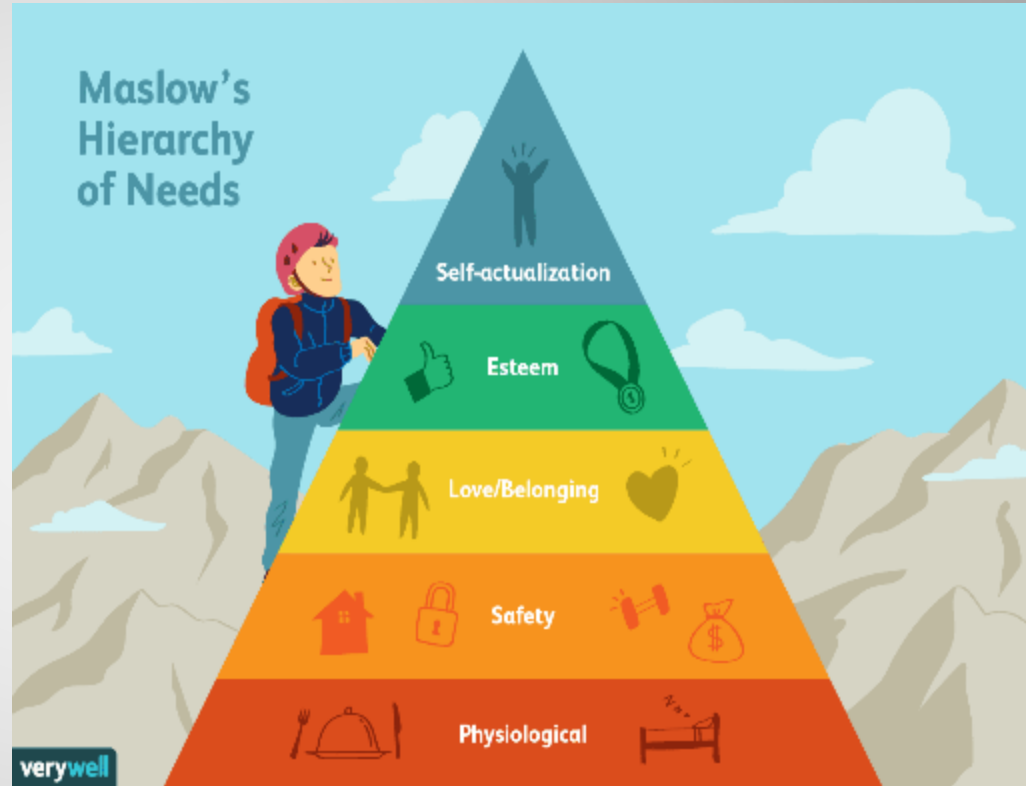 Maslow's
Hierarchy
of Needs
Self-actualization
Esteem
Love/Belonging
$
Safety
Physiological
verywell